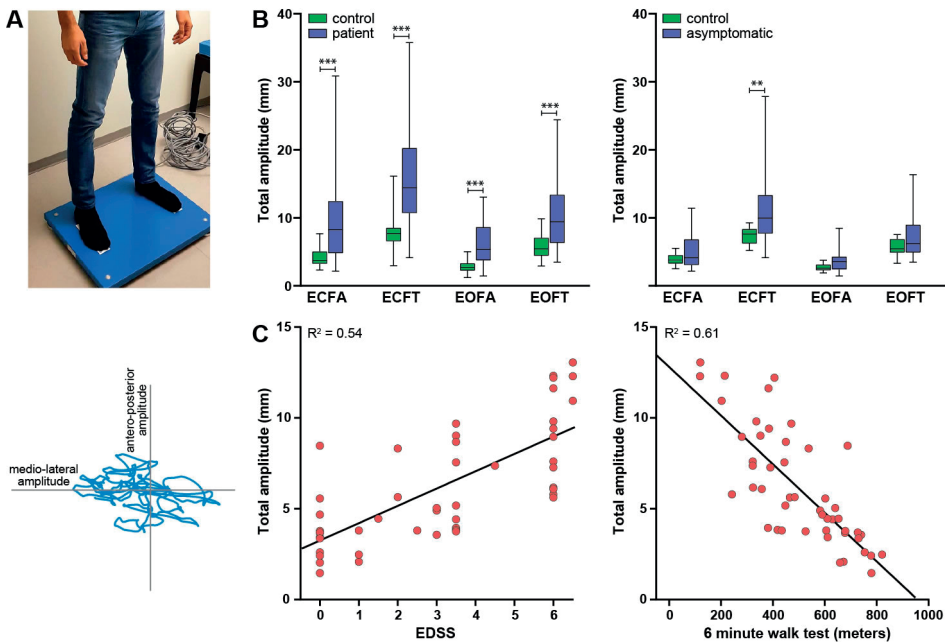 A
B
control
patient
***
***
***
***
Total amplitude (mm)
40
30
20
10
0
ECFA
ECFT
EOFA
EOFT
control
asymptomatic
**
Total amplitude (mm)
40
30
20
10
0
ECFA
ECFT
EOFA
EOFT
antero-posterior
amplitude
medio-lateral
amplitude
C
R² = 0.54
Total amplitude (mm)
15
10
5
0
0 1 2 3 4 5 6
EDSS
R² = 0.61
Total amplitude (mm)
15
10
5
0
0 200 400 600 800 1000
6 minute walk test (meters)